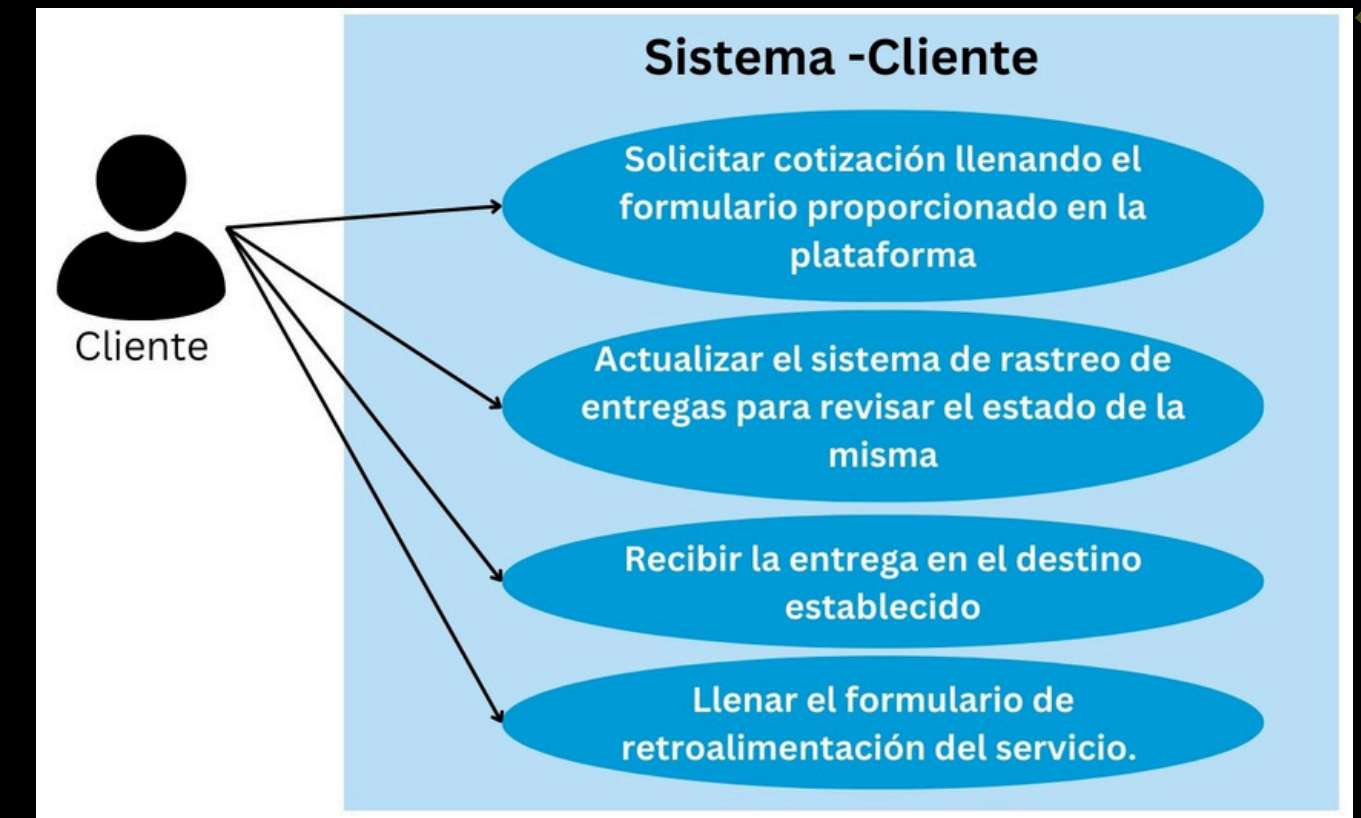 Sistema -Cliente
Solicitar cotización llenando el
formulario proporcionado en la
plataforma
Cliente
Actualizar el sistema de rastreo de
entregas para revisar el estado de la
misma
Recibir la entrega en el destino
establecido
Llenar el formulario de
retroalimentación del servicio.